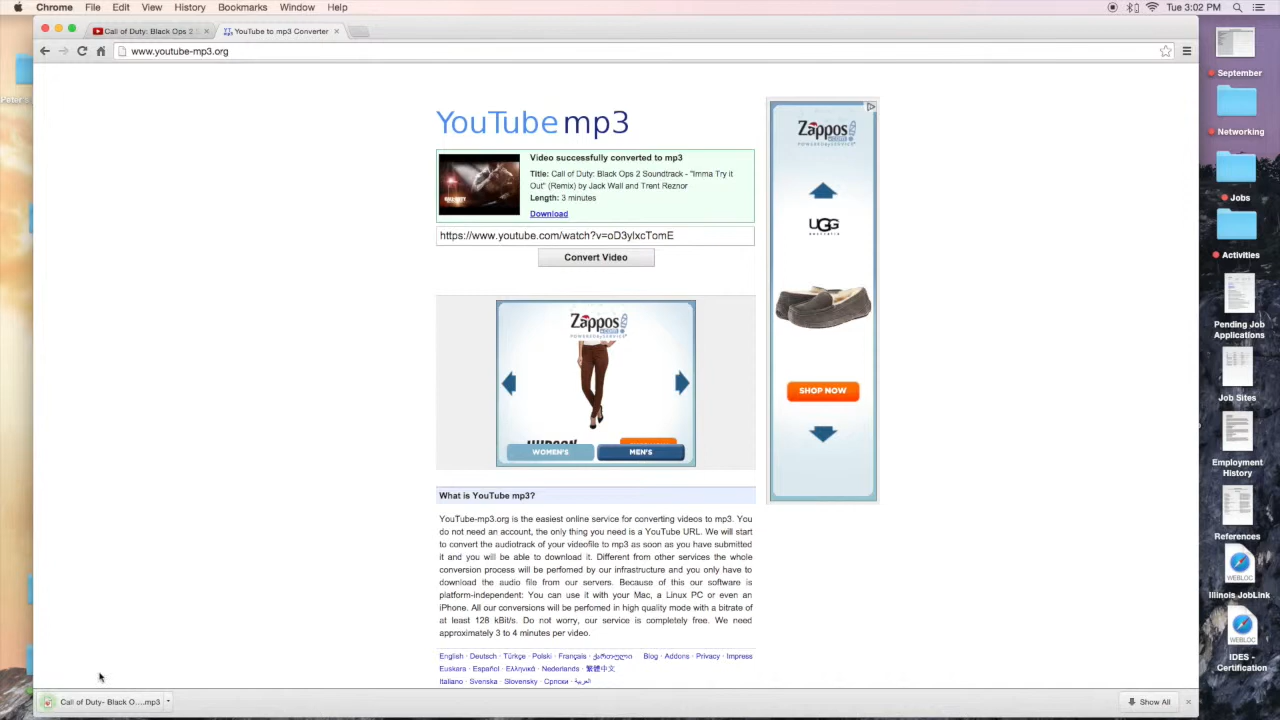 Chrome File Edit View History Bookmarks Window Help Tue 3:02 PM
Call of Duty: Black Ops 2 S × YouTube to mp3 Converter ×
www.youtube-mp3.org
YouTube mp3
Video successfully converted to mp3
Title: Call of Duty: Black Ops 2 Soundtrack - "Imma Try it
Out" (Remix) by Jack Wall and Trent Reznor
Length: 3 minutes
Download
https://www.youtube.com/watch?v=oD3ylxcTomE
Convert Video
Zappos
UGG
australia
SHOP NOW
Zappos
WOMEN'S MEN'S
What is YouTube mp3?
YouTube-mp3.org is the easiest online service for converting videos to mp3. You
do not need an account, the only thing you need is a YouTube URL. We will start
to convert the audiotrack of your videofile to mp3 as soon as you have submitted
it and you will be able to download it. Different from other services the whole
conversion process will be perfomed by our infrastructure and you only have to
download the audio file from our servers. Because of this our software is
platform-independent: You can use it with your Mac, a Linux PC or even an
iPhone. All our conversions will be perfomed in high quality mode with a bitrate of
at least 128 kBit/s. Do not worry, our service is completely free. We need
approximately 3 to 4 minutes per video.
English · Deutsch · Türkçe · Polski · Français · ქართული Blog · Addons · Privacy · Impress
Euskara · Español · Ελληνικά · Nederlands · 繁體中文
Italiano · Svenska · Slovensky · Српски · العربية
Call of Duty- Black O....mp3
Show All ×
September
Networking
Jobs
Activities
Pending Job
Applications
Job Sites
Employment
History
References
WEBLOC
Illinois JobLink
WEBLOC
IDES -
Certification